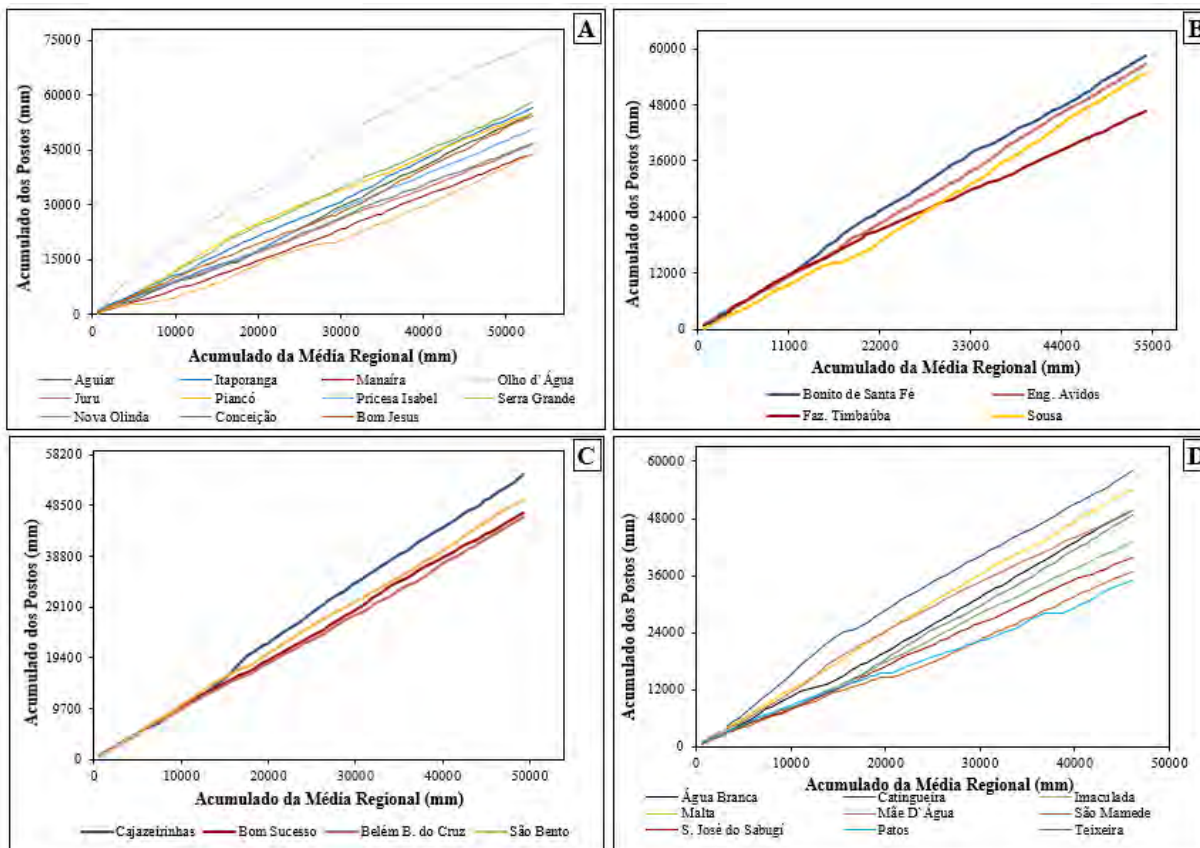 A
75000
60000
45000
30000
15000
0
Acumulado dos Postos (mm)
0 10000 20000 30000 40000 50000
Acumulado da Média Regional (mm)
Aguiar Itaporanga Manaíra Olho d`Água
Juru Piancó Pricesa Isabel Serra Grande
Nova Olinda Conceição Bom Jesus
B
60000
48000
36000
24000
12000
0
Acumulado dos Postos (mm)
0 11000 22000 33000 44000 55000
Acumulado da Média Regional (mm)
Bonito de Santa Fé Eng. Avidos
Faz. Timbaúba Sousa
C
58200
48500
38800
29100
19400
9700
0
Acumulado dos Postos (mm)
0 10000 20000 30000 40000 50000
Acumulado da Média Regional (mm)
Cajazeirinhas Bom Sucesso Belém B. do Cruz São Bento
D
60000
48000
36000
24000
12000
0
Acumulado dos Postos (mm)
0 10000 20000 30000 40000 50000
Acumulado da Média Regional (mm)
Água Branca Catingueira Imaculada
Malta Mãe D`Água São Mamede
S. José do Sabugí Patos Teixeira